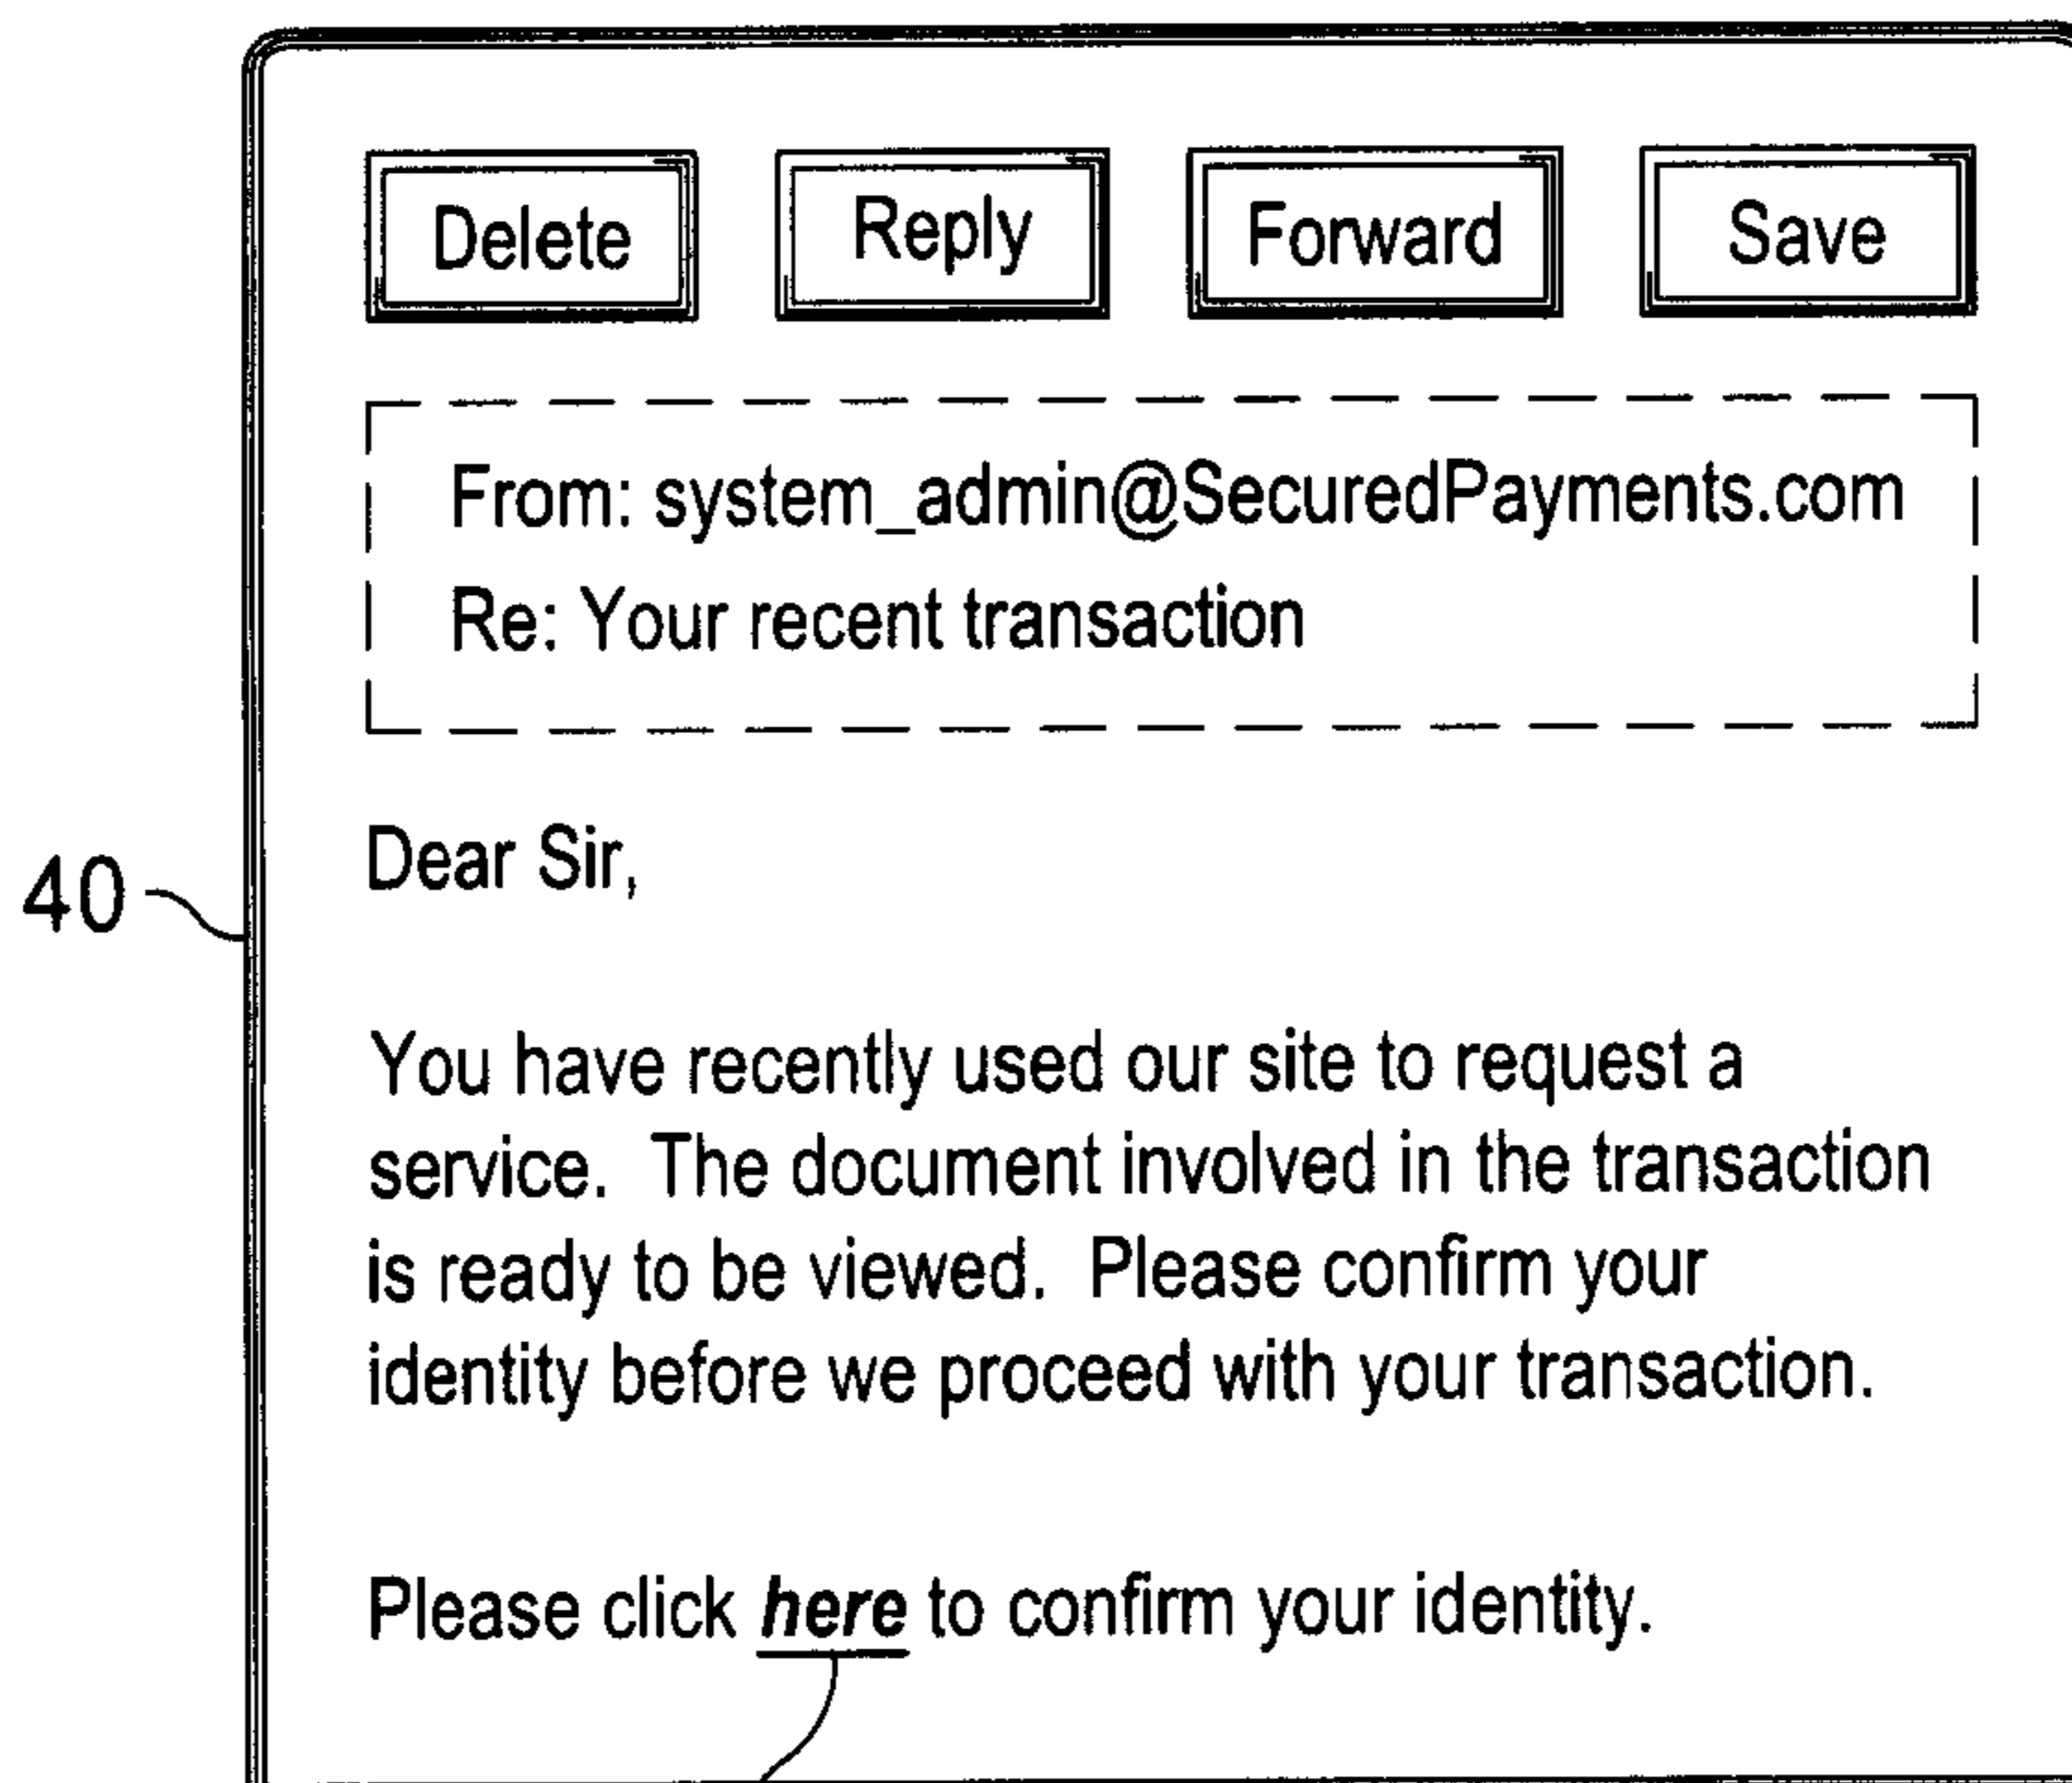 Delete Reply Forward Save
From: system_admin@SecuredPayments.com
Re: Your recent transaction
Dear Sir,
40
You have recently used our site to request a
service. The document involved in the transaction
is ready to be viewed. Please confirm your
identity before we proceed with your transaction.
Please click here to confirm your identity.